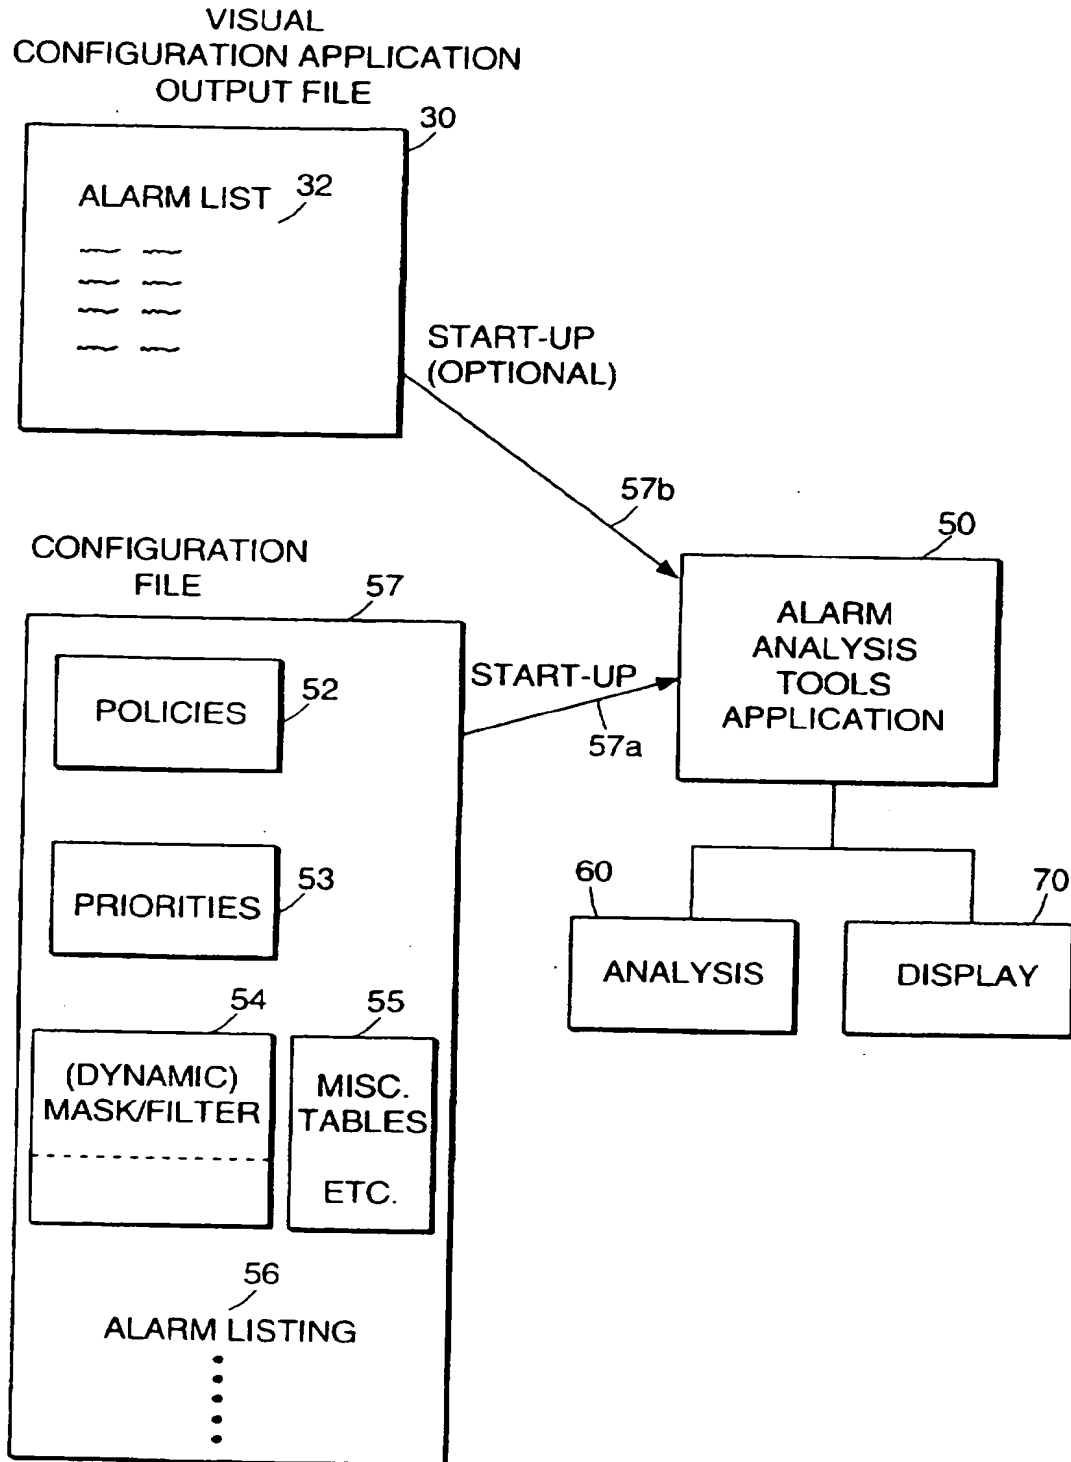 VISUAL
CONFIGURATION APPLICATION
OUTPUT FILE
30
ALARM LIST
32
START-UP
(OPTIONAL)
57b
50
ALARM
ANALYSIS
TOOLS
APPLICATION
CONFIGURATION
FILE
57
POLICIES
52
START-UP
57a
PRIORITIES
53
60
ANALYSIS
70
DISPLAY
54
(DYNAMIC)
MASK/FILTER
55
MISC.
TABLES
ETC.
56
ALARM LISTING